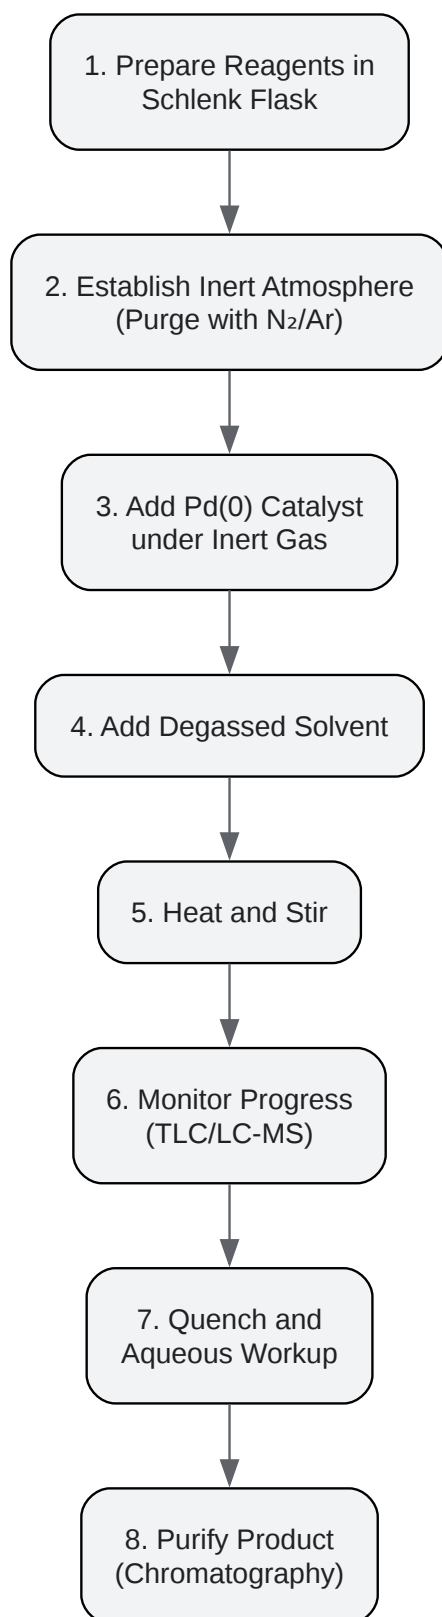 1. Prepare Reagents in
Schlenk Flask
2. Establish Inert Atmosphere
(Purge with N₂/Ar)
3. Add Pd(0) Catalyst
under Inert Gas
4. Add Degassed Solvent
5. Heat and Stir
6. Monitor Progress
(TLC/LC-MS)
7. Quench and
Aqueous Workup
8. Purify Product
(Chromatography)